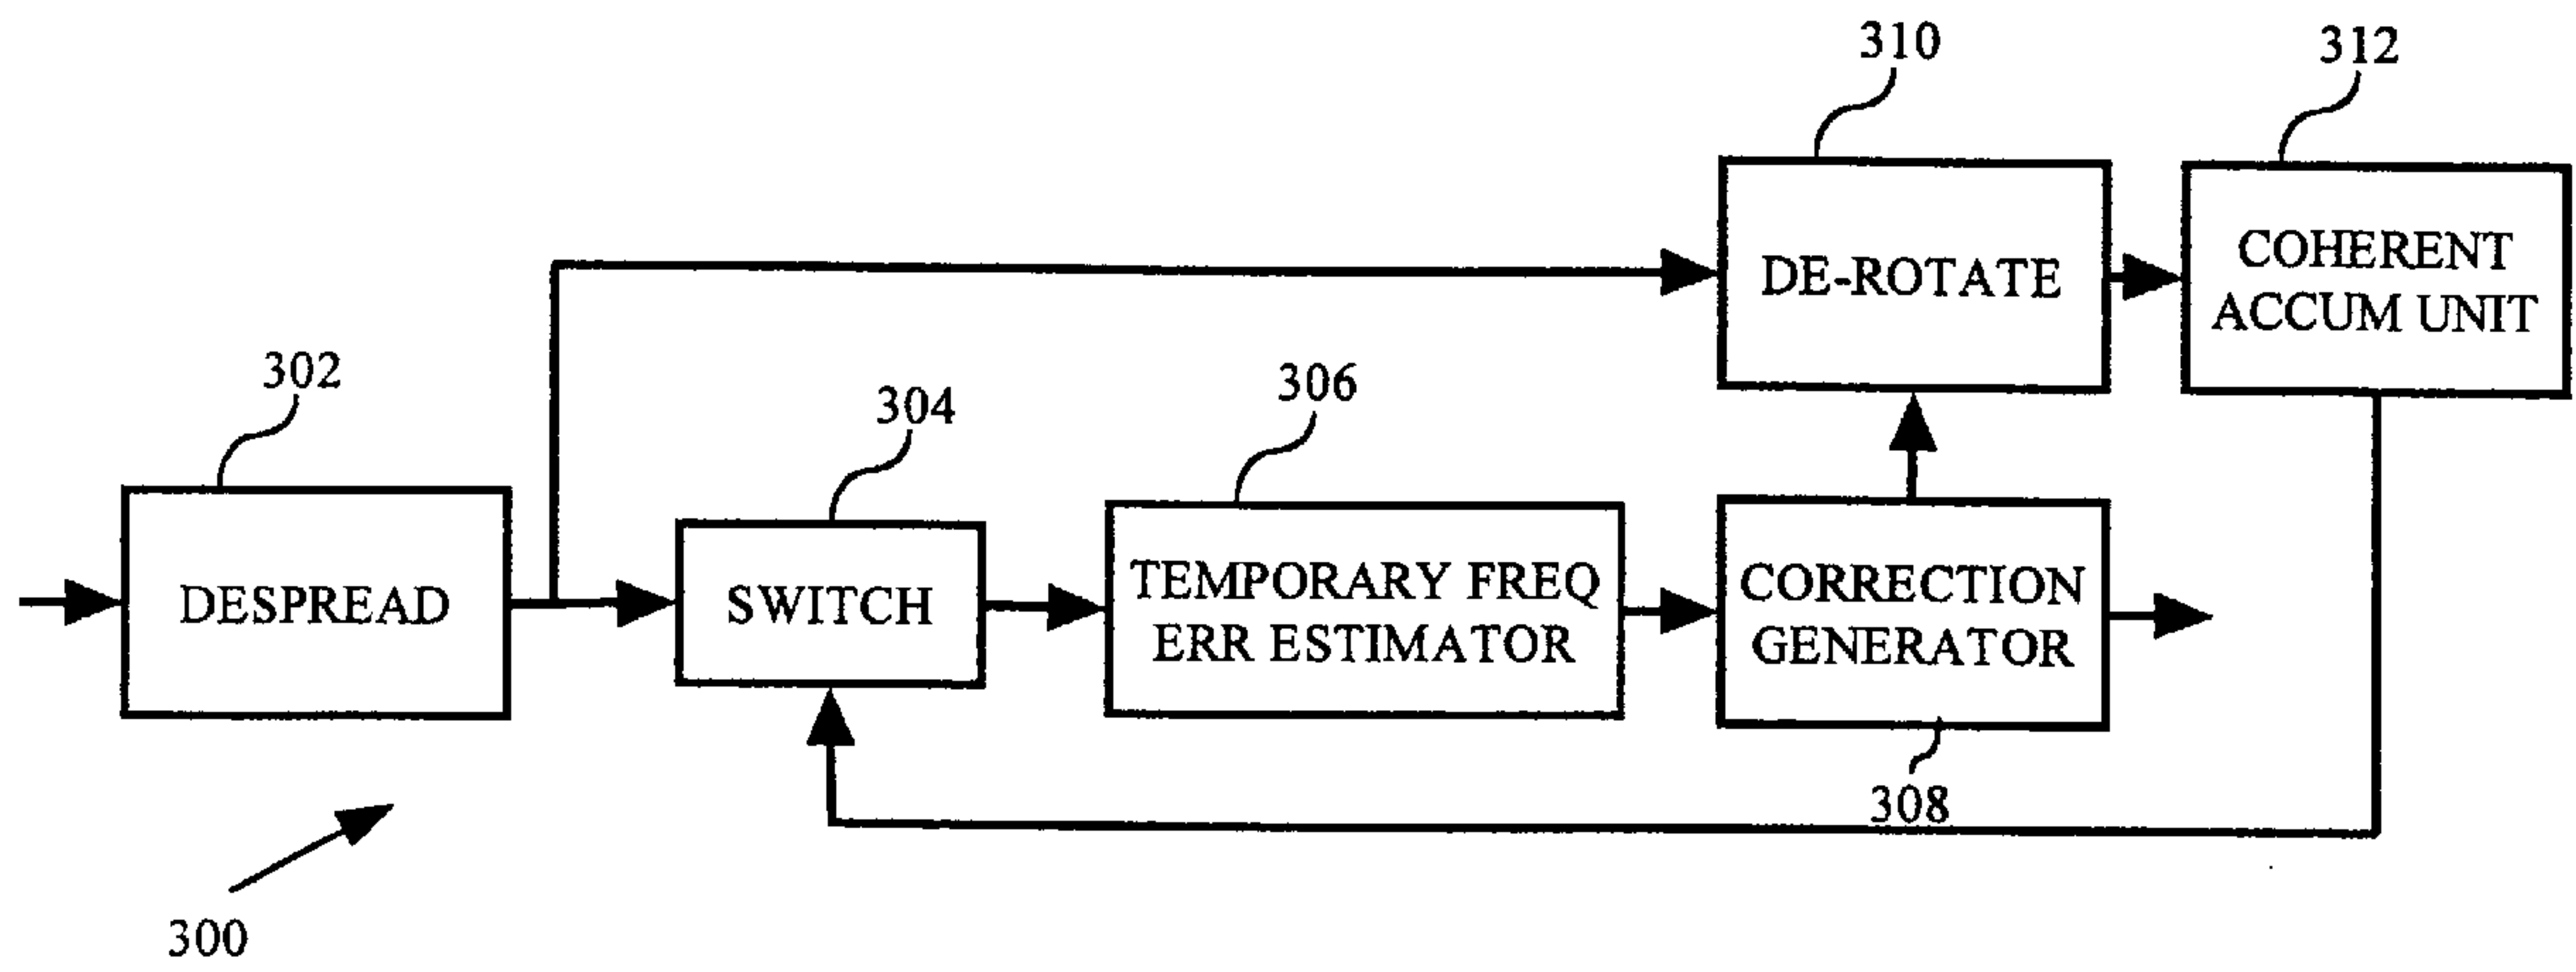 310
312
DE-ROTATE
COHERENT
ACCUM UNIT
302
304
306
DESPREAD
SWITCH
TEMPORARY FREQ
ERR ESTIMATOR
CORRECTION
GENERATOR
308
300